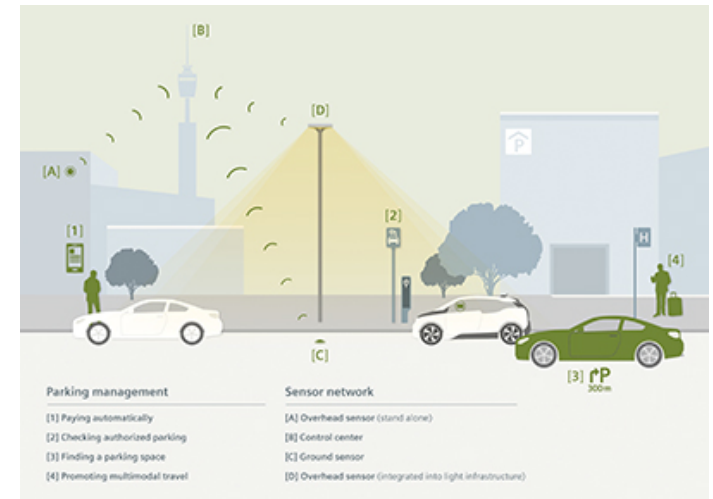 [B]
[D]
[A]
P
[1]
[2]
H
[4]
[C]
[3] P
300m
Parking management
[1] Paying automatically
[2] Checking authorized parking
[3] Finding a parking space
[4] Promoting multimodal travel
Sensor network
[A] Overhead sensor (stand alone)
[B] Control center
[C] Ground sensor
[D] Overhead sensor (integrated into light infrastructure)